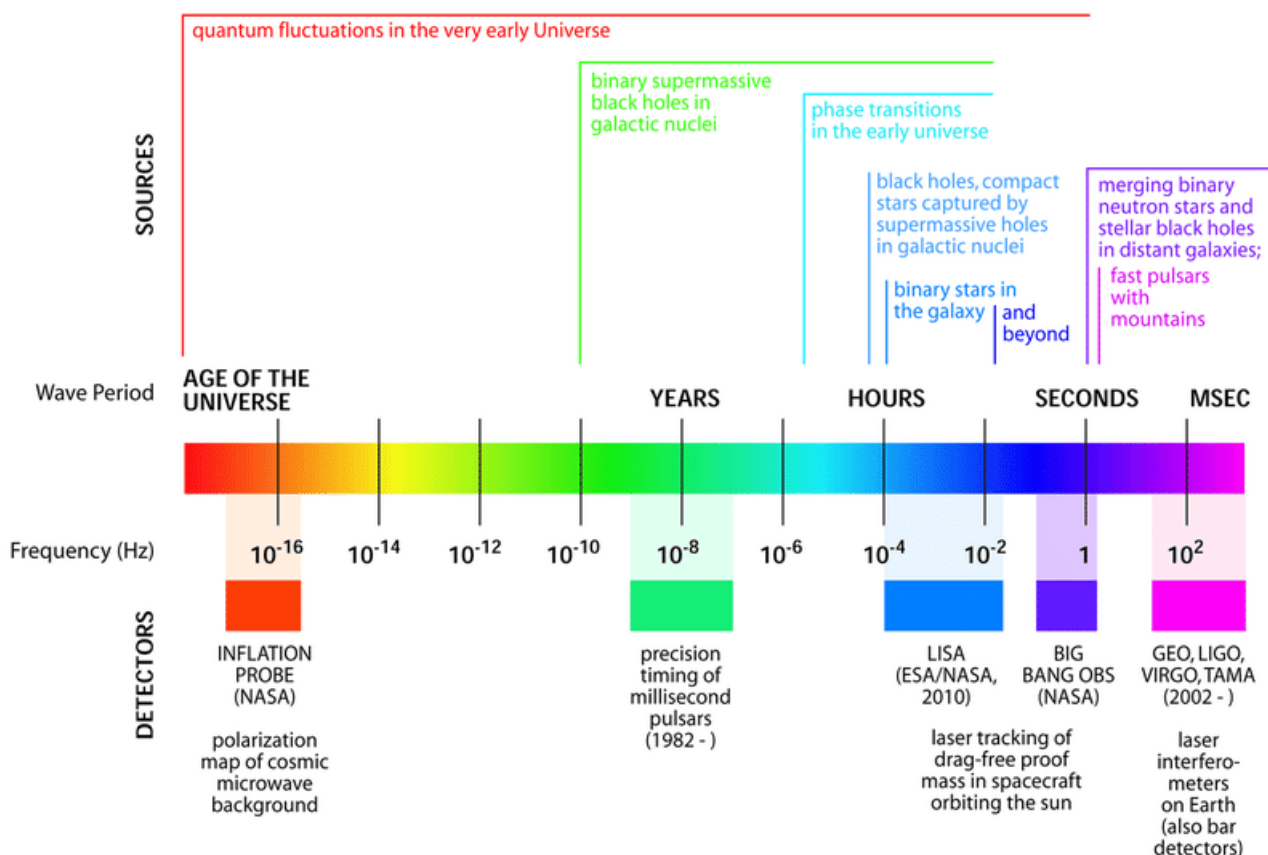 quantum fluctuations in the very early Universe
binary supermassive
black holes in
galactic nuclei
phase transitions
in the early universe
black holes, compact
stars captured by
supermassive holes
in galactic nuclei
merging binary
neutron stars and
stellar black holes
in distant galaxies;
binary stars in
the galaxy
and
beyond
fast pulsars
with
mountains
SOURCES
Wave Period
AGE OF THE
UNIVERSE
YEARS
HOURS
SECONDS
MSEC
Frequency (Hz)
10⁻¹⁶
10⁻¹⁴
10⁻¹²
10⁻¹⁰
10⁻⁸
10⁻⁶
10⁻⁴
10⁻²
1
10²
DETECTORS
INFLATION
PROBE
(NASA)
polarization
map of cosmic
microwave
background
precision
timing of
millisecond
pulsars
(1982 - )
LISA
(ESA/NASA,
2010)
BIG
BANG OBS
(NASA)
laser tracking of
drag-free proof
mass in spacecraft
orbiting the sun
GEO, LIGO,
VIRGO, TAMA
(2002 - )
laser
interfero-
meters
on Earth
(also bar
detectors)